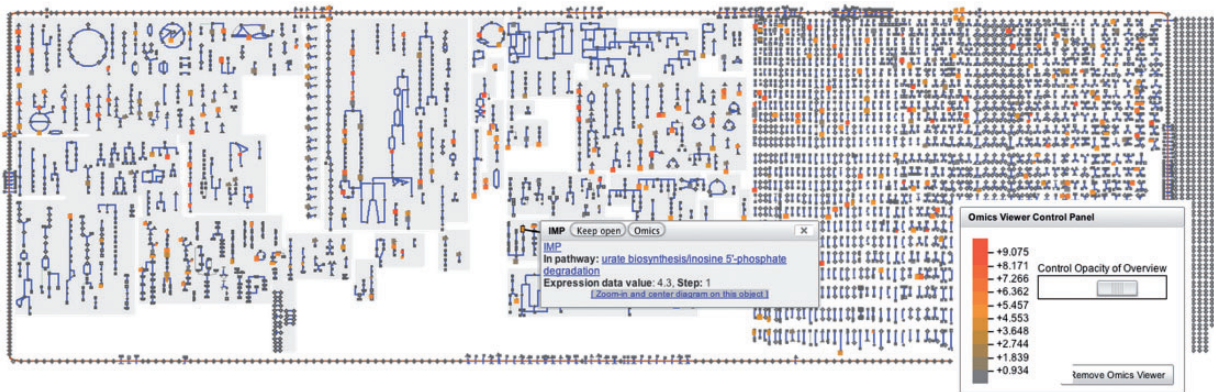 IMP Keep open Omics ×
IMP
In pathway: urate biosynthesis/inosine 5'-phosphate
degradation
Expression data value: 4.3, Step: 1
[ Zoom-in and center diagram on this object ]
Omics Viewer Control Panel
+9.075
+8.171
+7.266
+6.362
+5.457
+4.553
+3.648
+2.744
+1.839
+0.934
Control Opacity of Overview
Remove Omics Viewer